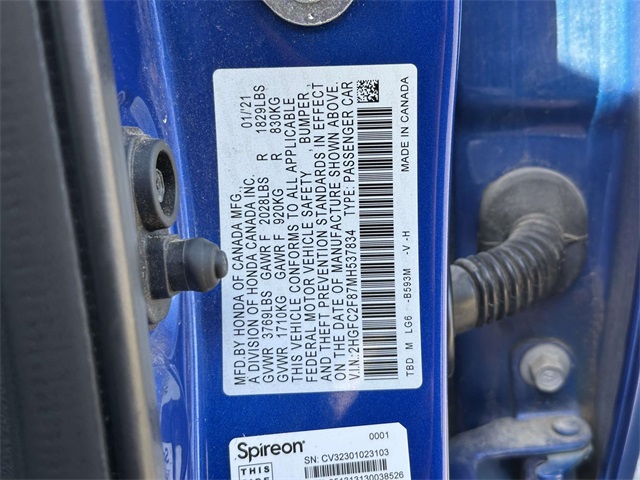 MFD BY HONDA OF CANADA MFG., 01/'21
A DIVISION OF HONDA CANADA INC.
GVWR 3769LBS GAWR F 2028LBS R 1829LBS
GVWR 1710KG GAWR F 920KG R 830KG
THIS VEHICLE CONFORMS TO ALL APPLICABLE
FEDERAL MOTOR VEHICLE SAFETY , BUMPER,
AND THEFT PREVENTION STANDARDS IN EFFECT
ON THE DATE OF MANUFACTURE SHOWN ABOVE.
V.I.N:2HGFC2F87MH537834 TYPE: PASSENGER CAR
TBD M LG6 -B593M -V -H MADE IN CANADA
Spireon® 0001
SN: CV32301023103
THIS